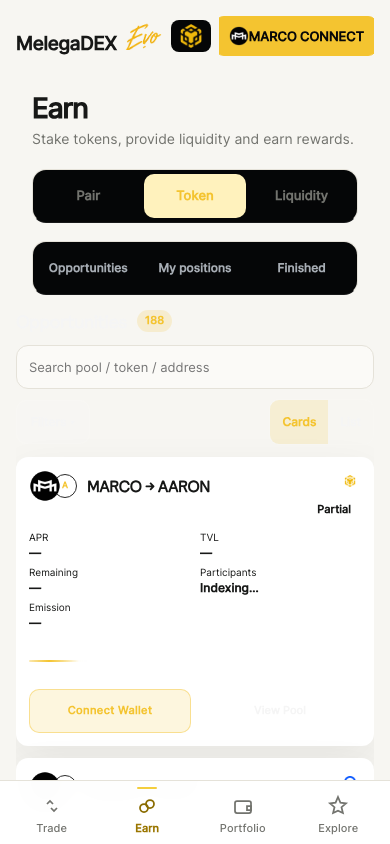 MelegaDEX Evo MARCO CONNECT
Earn
Stake tokens, provide liquidity and earn rewards.
Pair Token Liquidity
Opportunities My positions Finished
188
Search pool / token / address
Cards
A MARCO → AARON
Partial
APR TVL
— —
Remaining Participants
— Indexing...
Emission
—
Connect Wallet View Pool
Trade Earn Portfolio Explore